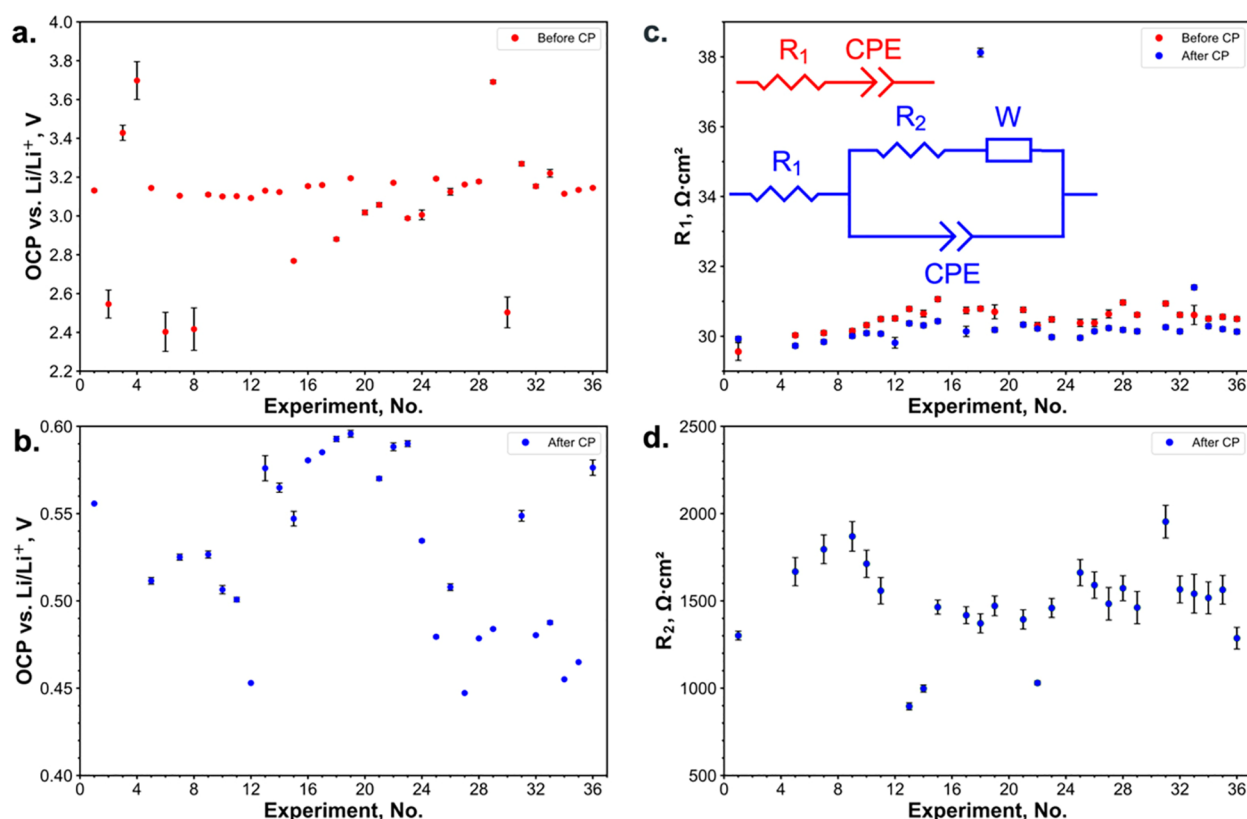 a.
Before CP
OCP vs. Li/Li⁺, V
4.0
3.8
3.6
3.4
3.2
3.0
2.8
2.6
2.4
2.2
0 4 8 12 16 20 24 28 32 36
Experiment, No.
c.
Before CP
After CP
R₁, Ω·cm²
39
38
36
34
32
30
29
R₁ CPE
R₂ W
R₁
CPE
0 4 8 12 16 20 24 28 32 36
Experiment, No.
b.
After CP
OCP vs. Li/Li⁺, V
0.60
0.55
0.50
0.45
0.40
0 4 8 12 16 20 24 28 32 36
Experiment, No.
d.
After CP
R₂, Ω·cm²
2500
2000
1500
1000
500
0 4 8 12 16 20 24 28 32 36
Experiment, No.